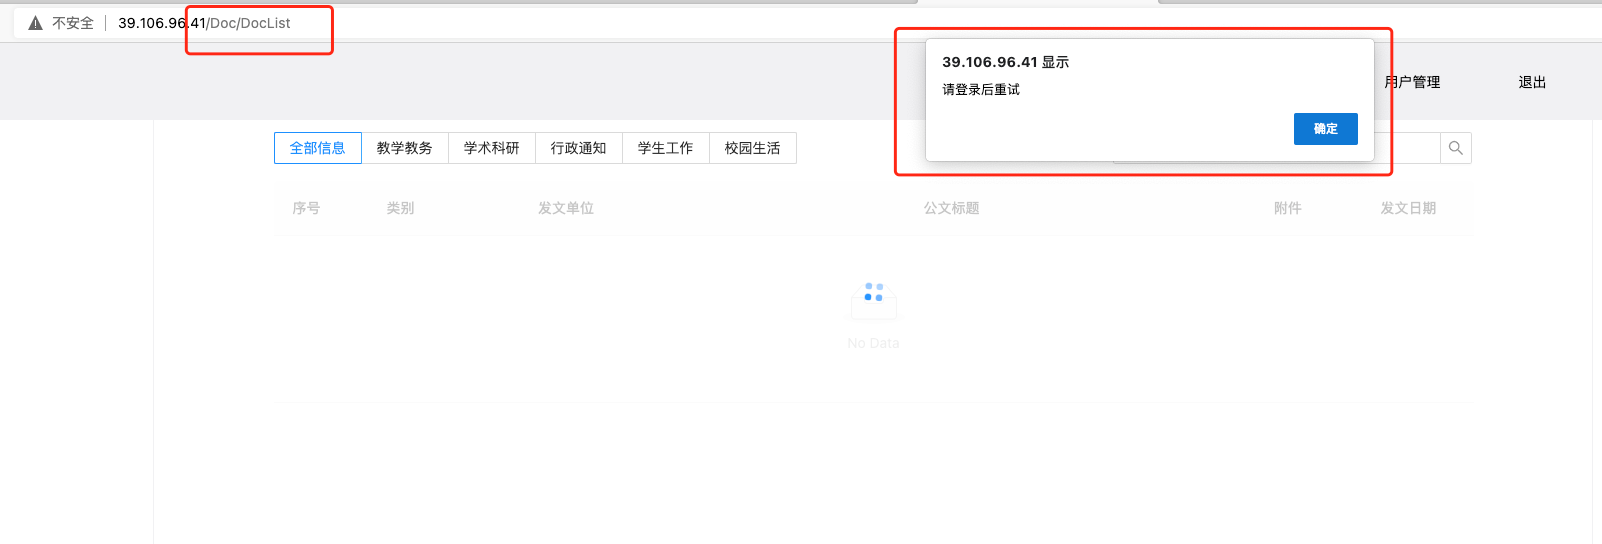 不安全 39.106.96.41/Doc/DocList
39.106.96.41 显示
请登录后重试
确定
用户管理 退出
全部信息 教学教务 学术科研 行政通知 学生工作 校园生活
序号 类别 发文单位 公文标题 附件 发文日期
No Data